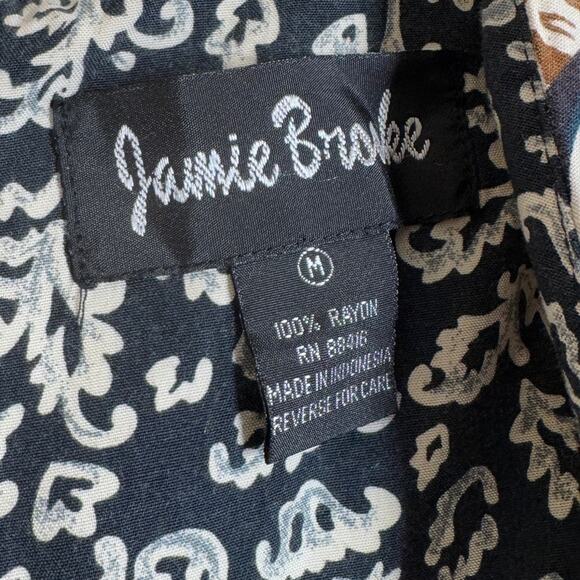 Jamie Brooke
M
100% RAYON
RN 88416
MADE IN INDONESIA
REVERSE FOR CARE